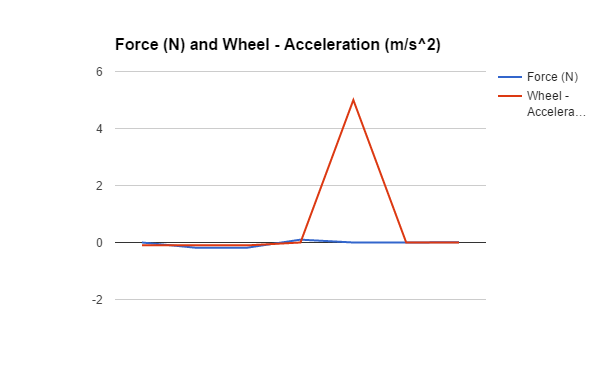 Force (N) and Wheel - Acceleration (m/s^2)
6
4
2
0
-2
Force (N)
Wheel -
Accelera…